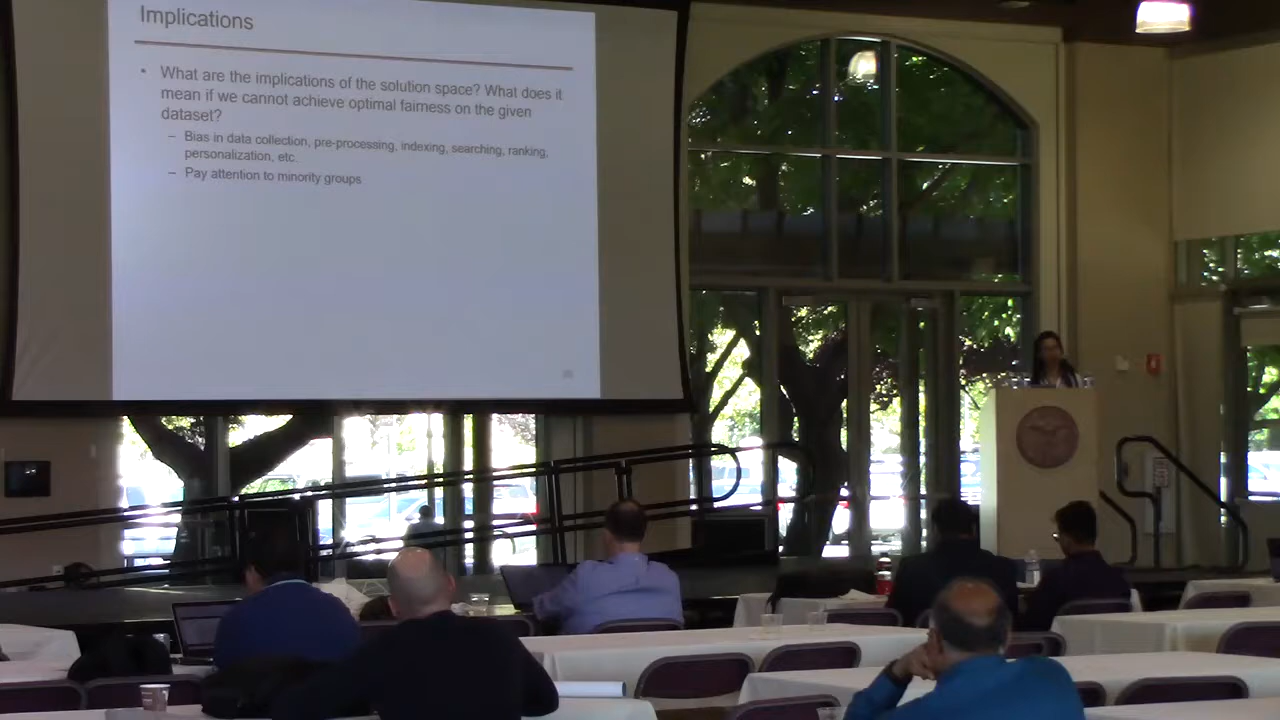 Implications
• What are the implications of the solution space? What does it
mean if we cannot achieve optimal fairness on the given
dataset?
– Bias in data collection, pre-processing, indexing, searching, ranking,
personalization, etc.
– Pay attention to minority groups